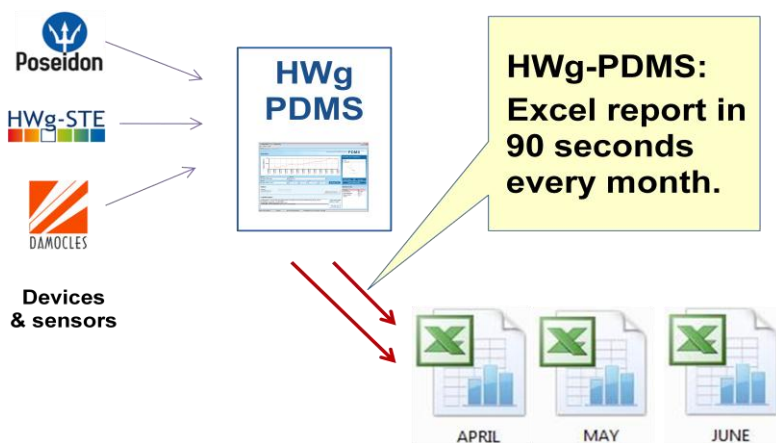 Poseidon
HWg-STE
DAMOCLES
Devices
& sensors
HWg
PDMS
PDMS
HWg-PDMS:
Excel report in
90 seconds
every month.
APRIL
MAY
JUNE